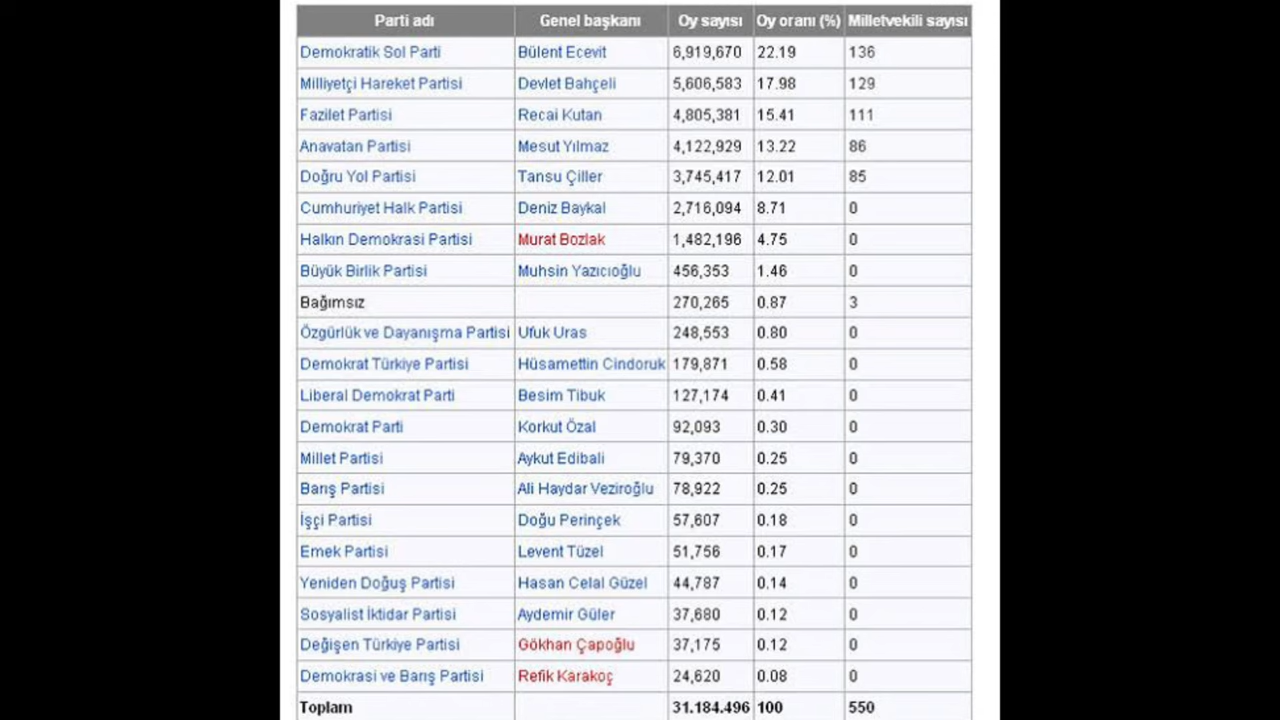 Parti adı Genel başkanı Oy sayısı Oy oranı (%) Milletvekili sayısı
Demokratik Sol Parti Bülent Ecevit 6,919,670 22.19 136
Milliyetçi Hareket Partisi Devlet Bahçeli 5,606,583 17.98 129
Fazilet Partisi Recai Kutan 4,805,381 15.41 111
Anavatan Partisi Mesut Yılmaz 4,122,929 13.22 86
Doğru Yol Partisi Tansu Çiller 3,745,417 12.01 85
Cumhuriyet Halk Partisi Deniz Baykal 2,716,094 8.71 0
Halkın Demokrasi Partisi Murat Bozlak 1,482,196 4.75 0
Büyük Birlik Partisi Muhsin Yazıcıoğlu 456,353 1.46 0
Bağımsız 270,265 0.87 3
Özgürlük ve Dayanışma Partisi Ufuk Uras 248,553 0.80 0
Demokrat Türkiye Partisi Hüsamettin Cindoruk 179,871 0.58 0
Liberal Demokrat Parti Besim Tibuk 127,174 0.41 0
Demokrat Parti Korkut Özal 92,093 0.30 0
Millet Partisi Aykut Edibali 79,370 0.25 0
Barış Partisi Ali Haydar Veziroğlu 78,922 0.25 0
İşçi Partisi Doğu Perinçek 57,607 0.18 0
Emek Partisi Levent Tüzel 51,756 0.17 0
Yeniden Doğuş Partisi Hasan Celal Güzel 44,787 0.14 0
Sosyalist İktidar Partisi Aydemir Güler 37,680 0.12 0
Değişen Türkiye Partisi Gökhan Çapoğlu 37,175 0.12 0
Demokrasi ve Barış Partisi Refik Karakoç 24,620 0.08 0
Toplam 31.184.496 100 550